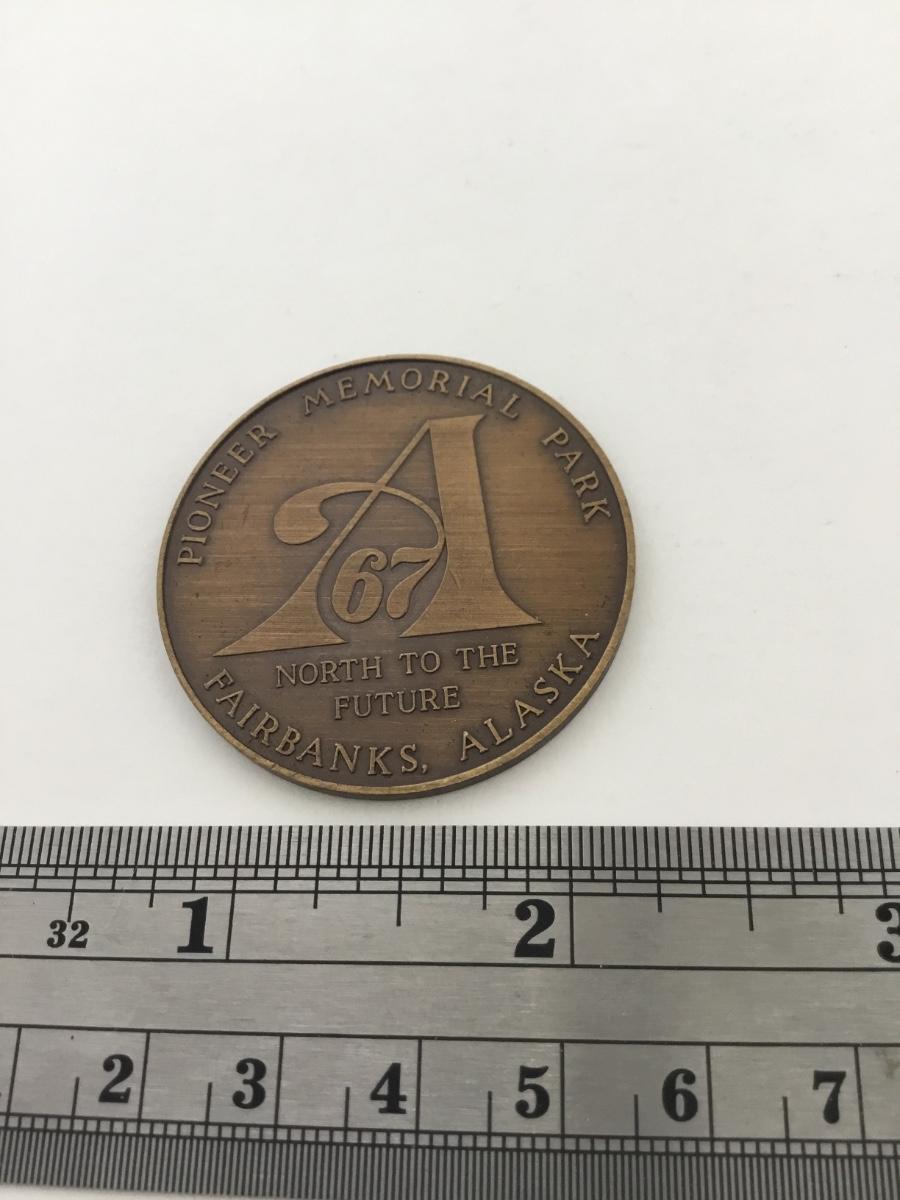 PIONEER MEMORIAL PARK
A
67
NORTH TO THE
FUTURE
FAIRBANKS, ALASKA
32 1 2 3
2 3 4 5 6 7